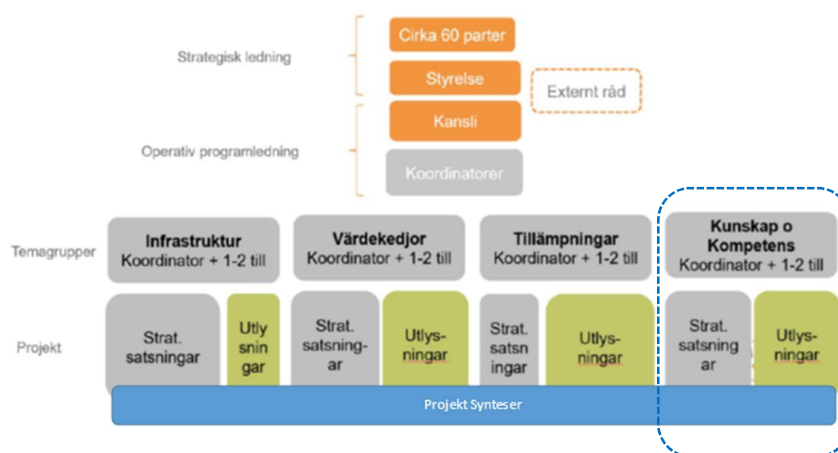 Strategisk ledning
Cirka 60 parter
Styrelse
Externt råd
Operativ programledning
Kansli
Koordinatorer
Temagrupper
Infrastruktur
Koordinator + 1-2 till
Värdekedjor
Koordinator + 1-2 till
Tillämpningar
Koordinator + 1-2 till
Kunskap o
Kompetens
Koordinator + 1-2 till
Projekt
Strat.
satsningar
Utly
snin
gar
Strat.
satsning-
ar
Utlys-
ningar
Strat.
satsn
ingar
Utlys-
ningar
Strat.
satsning
ar
Utlys-
ningar
Projekt Synteser